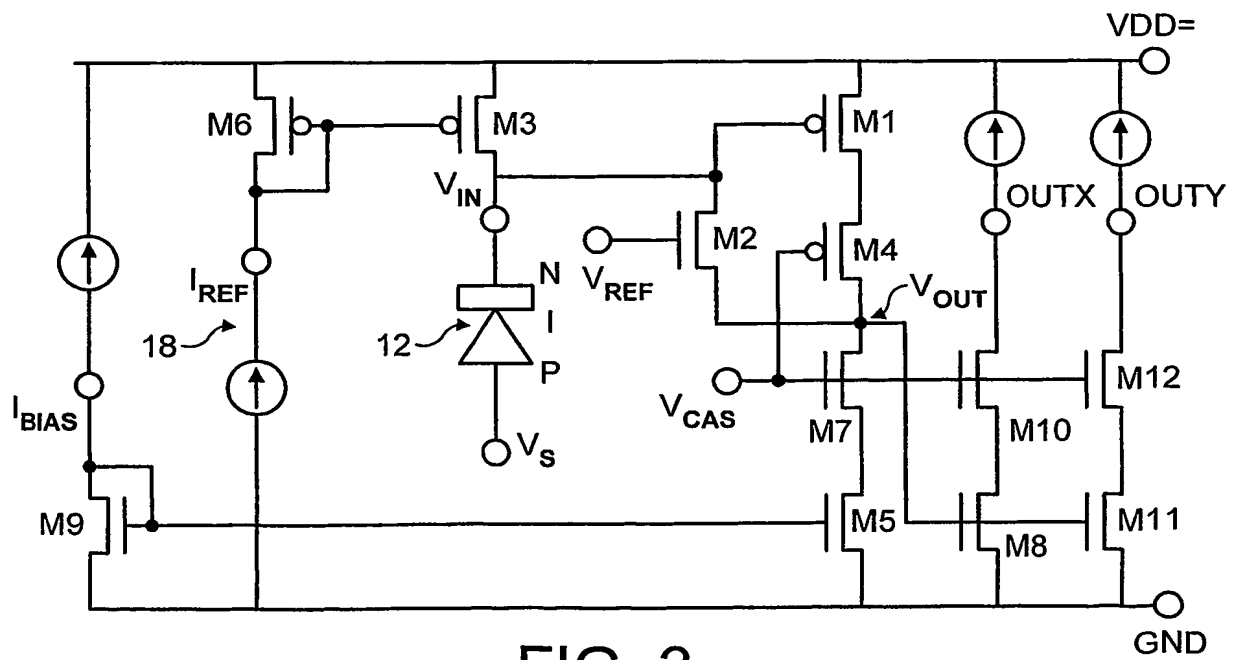 VDD=
M6
M3
M1
V_IN
OUTX
OUTY
M2
M4
N
V_REF
I_REF
V_OUT
I
18
12
P
V_CAS
M12
I_BIAS
M7
M10
V_S
M9
M5
M8
M11
GND